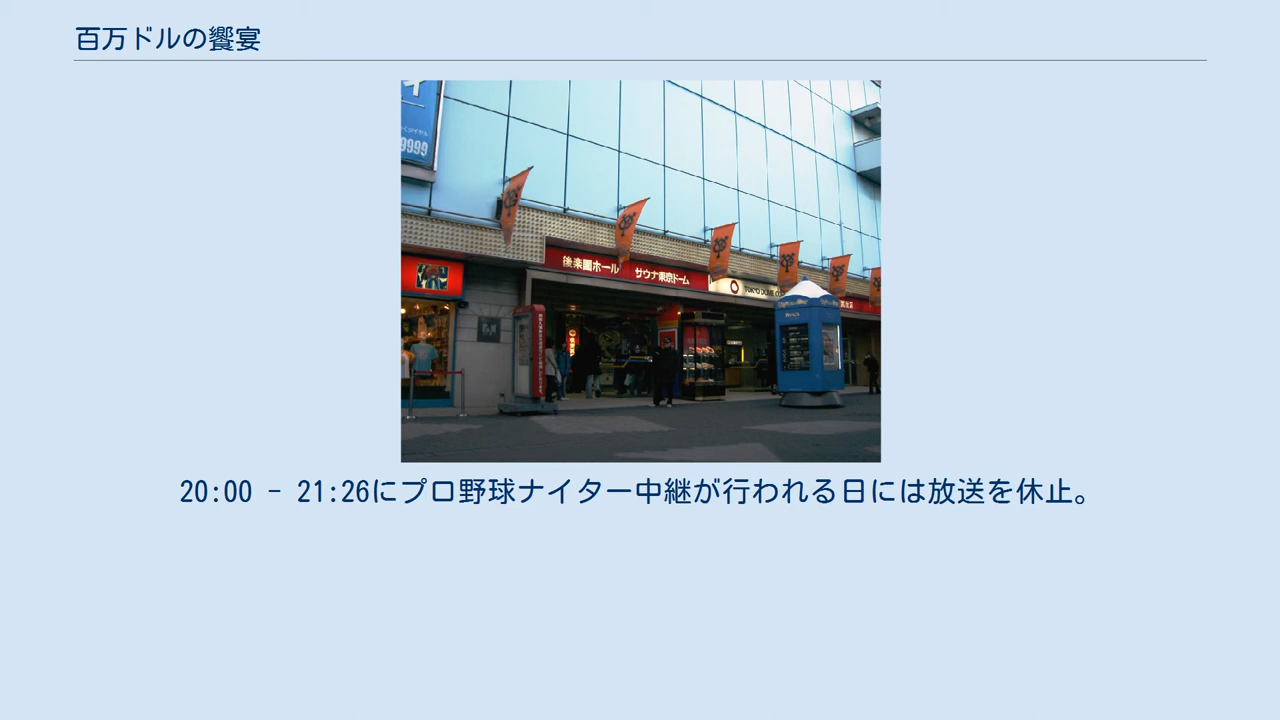 百万ドルの饗宴
9999
後楽園ホール
サウナ東京ドーム
20:00 - 21:26にプロ野球ナイター中継が行われる日には放送を休止。